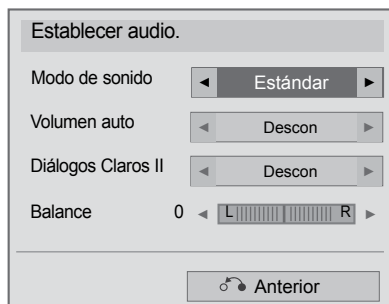 Establecer audio.
Modo de sonido ◄ Estándar ►
Volumen auto ◄ Descon ►
Diálogos Claros II ◄ Descon ►
Balance 0 ◄ L R ►
Anterior